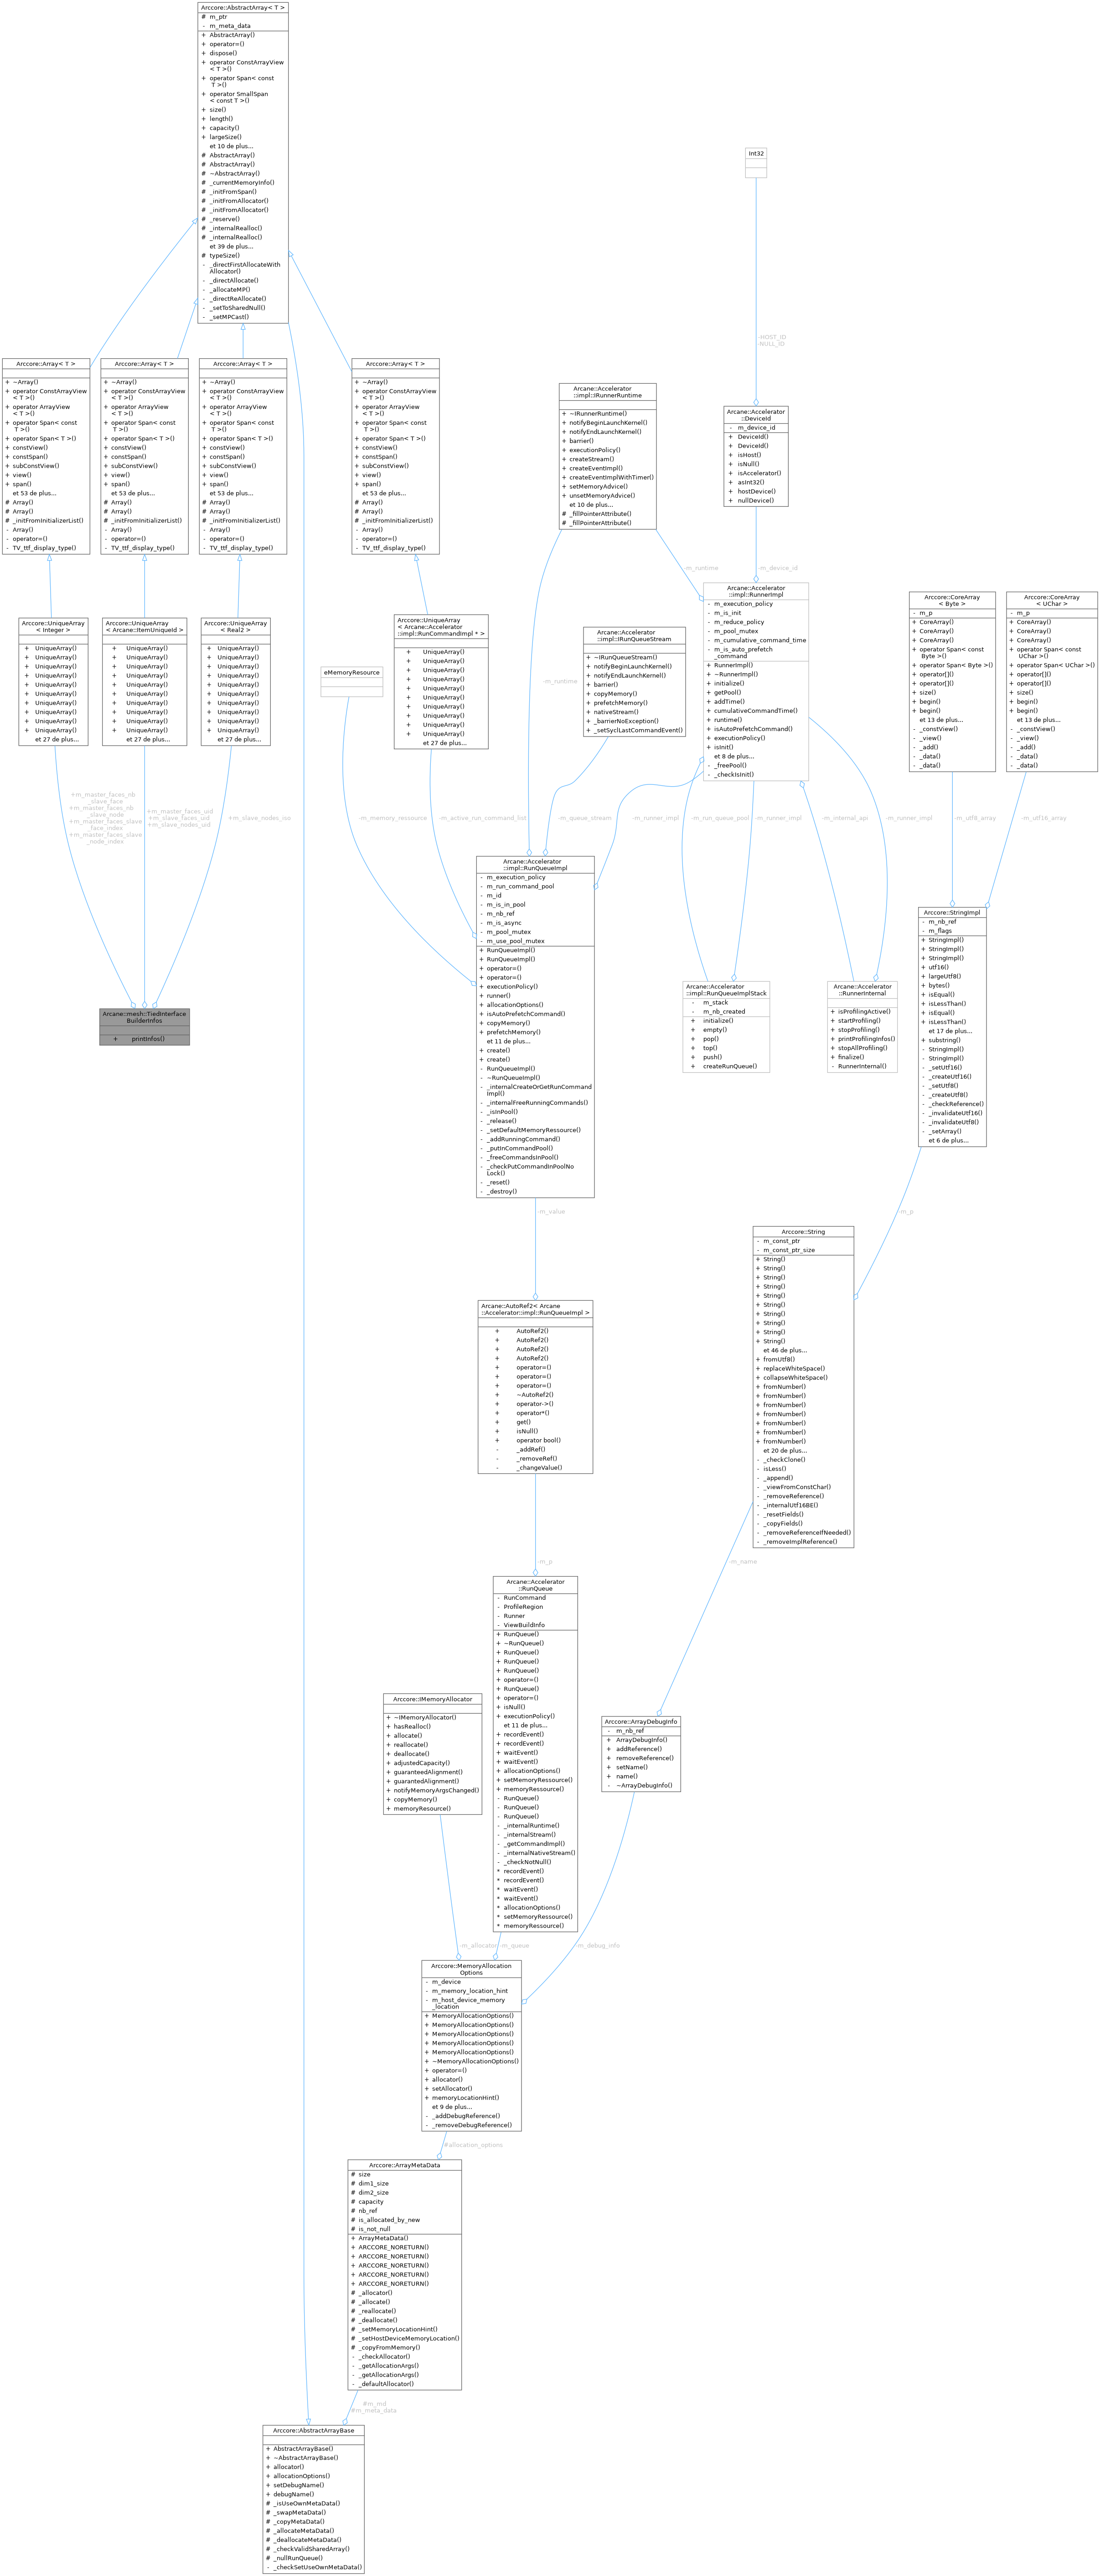 Arccore::AbstractArray< T >
# m_ptr
- m_meta_data
+ AbstractArray()
+ operator=()
+ dispose()
+ operator ConstArrayView
< T >()
+ operator Span< const
T >()
+ operator SmallSpan
< const T >()
+ size()
+ length()
+ capacity()
+ largeSize()
et 10 de plus...
# AbstractArray()
# AbstractArray()
# ~AbstractArray()
# _currentMemoryInfo()
# _initFromSpan()
# _initFromAllocator()
# _initFromAllocator()
# _reserve()
# _internalRealloc()
# _internalRealloc()
et 39 de plus...
# typeSize()
- _directFirstAllocateWith
Allocator()
- _directAllocate()
- _allocateMP()
- _directReAllocate()
- _setToSharedNull()
- _setMPCast()
Int32
-HOST_ID
-NULL_ID
Arccore::Array< T >
+ ~Array()
+ operator ConstArrayView
< T >()
+ operator ArrayView
< T >()
+ operator Span< const
T >()
+ operator Span< T >()
+ constView()
+ constSpan()
+ subConstView()
+ view()
+ span()
et 53 de plus...
# Array()
# Array()
# _initFromInitializerList()
- Array()
- operator=()
- TV_ttf_display_type()
Arccore::Array< T >
+ ~Array()
+ operator ConstArrayView
< T >()
+ operator ArrayView
< T >()
+ operator Span< const
T >()
+ operator Span< T >()
+ constView()
+ constSpan()
+ subConstView()
+ view()
+ span()
et 53 de plus...
# Array()
# Array()
# _initFromInitializerList()
- Array()
- operator=()
- TV_ttf_display_type()
Arccore::Array< T >
+ ~Array()
+ operator ConstArrayView
< T >()
+ operator ArrayView
< T >()
+ operator Span< const
T >()
+ operator Span< T >()
+ constView()
+ constSpan()
+ subConstView()
+ view()
+ span()
et 53 de plus...
# Array()
# Array()
# _initFromInitializerList()
- Array()
- operator=()
- TV_ttf_display_type()
Arccore::Array< T >
+ ~Array()
+ operator ConstArrayView
< T >()
+ operator ArrayView
< T >()
+ operator Span< const
T >()
+ operator Span< T >()
+ constView()
+ constSpan()
+ subConstView()
+ view()
+ span()
et 53 de plus...
# Array()
# Array()
# _initFromInitializerList()
- Array()
- operator=()
- TV_ttf_display_type()
Arcane::Accelerator
::impl::IRunnerRuntime
+ ~IRunnerRuntime()
+ notifyBeginLaunchKernel()
+ notifyEndLaunchKernel()
+ barrier()
+ executionPolicy()
+ createStream()
+ createEventImpl()
+ createEventImplWithTimer()
+ setMemoryAdvice()
+ unsetMemoryAdvice()
et 10 de plus...
# _fillPointerAttribute()
# _fillPointerAttribute()
Arcane::Accelerator
::DeviceId
- m_device_id
+ DeviceId()
+ DeviceId()
+ isHost()
+ isNull()
+ isAccelerator()
+ asInt32()
+ hostDevice()
+ nullDevice()
-m_runtime
-m_device_id
Arccore::UniqueArray
< Integer >
+ UniqueArray()
+ UniqueArray()
+ UniqueArray()
+ UniqueArray()
+ UniqueArray()
+ UniqueArray()
+ UniqueArray()
+ UniqueArray()
+ UniqueArray()
+ UniqueArray()
et 27 de plus...
Arccore::UniqueArray
< Arcane::ItemUniqueId >
+ UniqueArray()
+ UniqueArray()
+ UniqueArray()
+ UniqueArray()
+ UniqueArray()
+ UniqueArray()
+ UniqueArray()
+ UniqueArray()
+ UniqueArray()
+ UniqueArray()
et 27 de plus...
Arccore::UniqueArray
< Real2 >
+ UniqueArray()
+ UniqueArray()
+ UniqueArray()
+ UniqueArray()
+ UniqueArray()
+ UniqueArray()
+ UniqueArray()
+ UniqueArray()
+ UniqueArray()
+ UniqueArray()
et 27 de plus...
eMemoryResource
Arccore::UniqueArray
< Arcane::Accelerator
::impl::RunCommandImpl * >
+ UniqueArray()
+ UniqueArray()
+ UniqueArray()
+ UniqueArray()
+ UniqueArray()
+ UniqueArray()
+ UniqueArray()
+ UniqueArray()
+ UniqueArray()
+ UniqueArray()
et 27 de plus...
-m_runtime
Arcane::Accelerator
::impl::IRunQueueStream
+ ~IRunQueueStream()
+ notifyBeginLaunchKernel()
+ notifyEndLaunchKernel()
+ barrier()
+ copyMemory()
+ prefetchMemory()
+ nativeStream()
+ _barrierNoException()
+ _setSyclLastCommandEvent()
Arcane::Accelerator
::impl::RunnerImpl
- m_execution_policy
- m_is_init
- m_reduce_policy
- m_pool_mutex
- m_cumulative_command_time
- m_is_auto_prefetch
_command
+ RunnerImpl()
+ ~RunnerImpl()
+ initialize()
+ getPool()
+ addTime()
+ cumulativeCommandTime()
+ runtime()
+ isAutoPrefetchCommand()
+ executionPolicy()
+ isInit()
et 8 de plus...
- _freePool()
- _checkIsInit()
Arccore::CoreArray
< Byte >
- m_p
+ CoreArray()
+ CoreArray()
+ CoreArray()
+ operator Span< const
Byte >()
+ operator Span< Byte >()
+ operator[]()
+ operator[]()
+ size()
+ begin()
+ begin()
et 13 de plus...
- _constView()
- _view()
- _add()
- _data()
- _data()
Arccore::CoreArray
< UChar >
- m_p
+ CoreArray()
+ CoreArray()
+ CoreArray()
+ operator Span< const
UChar >()
+ operator Span< UChar >()
+ operator[]()
+ operator[]()
+ size()
+ begin()
+ begin()
et 13 de plus...
- _constView()
- _view()
- _add()
- _data()
- _data()
+m_master_faces_nb
_slave_face
+m_master_faces_nb
_slave_node
+m_master_faces_slave
_face_index
+m_master_faces_slave
_node_index
+m_master_faces_uid
+m_slave_faces_uid
+m_slave_nodes_uid
+m_slave_nodes_iso
-m_memory_ressource
-m_active_run_command_list
-m_queue_stream
-m_runner_impl
-m_run_queue_pool
-m_runner_impl
-m_internal_api
-m_runner_impl
-m_utf8_array
-m_utf16_array
Arcane::mesh::TiedInterface
BuilderInfos
+ printInfos()
Arcane::Accelerator
::impl::RunQueueImpl
- m_execution_policy
- m_run_command_pool
- m_id
- m_is_in_pool
- m_nb_ref
- m_is_async
- m_pool_mutex
- m_use_pool_mutex
+ RunQueueImpl()
+ RunQueueImpl()
+ operator=()
+ operator=()
+ executionPolicy()
+ runner()
+ allocationOptions()
+ isAutoPrefetchCommand()
+ copyMemory()
+ prefetchMemory()
et 11 de plus...
+ create()
+ create()
- RunQueueImpl()
- ~RunQueueImpl()
- _internalCreateOrGetRunCommand
Impl()
- _internalFreeRunningCommands()
- _isInPool()
- _release()
- _setDefaultMemoryRessource()
- _addRunningCommand()
- _putInCommandPool()
- _freeCommandsInPool()
- _checkPutCommandInPoolNo
Lock()
- _reset()
- _destroy()
Arcane::Accelerator
::impl::RunQueueImplStack
- m_stack
- m_nb_created
+ initialize()
+ empty()
+ pop()
+ top()
+ push()
+ createRunQueue()
Arcane::Accelerator
::RunnerInternal
+ isProfilingActive()
+ startProfiling()
+ stopProfiling()
+ printProfilingInfos()
+ stopAllProfiling()
+ finalize()
- RunnerInternal()
Arccore::StringImpl
- m_nb_ref
- m_flags
+ StringImpl()
+ StringImpl()
+ StringImpl()
+ utf16()
+ largeUtf8()
+ bytes()
+ isEqual()
+ isLessThan()
+ isEqual()
+ isLessThan()
et 17 de plus...
+ substring()
- StringImpl()
- StringImpl()
- _setUtf16()
- _createUtf16()
- _setUtf8()
- _createUtf8()
- _checkReference()
- _invalidateUtf16()
- _invalidateUtf8()
- _setArray()
et 6 de plus...
-m_value
-m_p
Arccore::String
- m_const_ptr
- m_const_ptr_size
+ String()
+ String()
+ String()
+ String()
+ String()
+ String()
+ String()
+ String()
+ String()
+ String()
et 46 de plus...
+ fromUtf8()
+ replaceWhiteSpace()
+ collapseWhiteSpace()
+ fromNumber()
+ fromNumber()
+ fromNumber()
+ fromNumber()
+ fromNumber()
+ fromNumber()
+ fromNumber()
et 20 de plus...
- _checkClone()
- isLess()
- _append()
- _viewFromConstChar()
- _removeReference()
- _internalUtf16BE()
- _resetFields()
- _copyFields()
- _removeReferenceIfNeeded()
- _removeImplReference()
Arcane::AutoRef2< Arcane
::Accelerator::impl::RunQueueImpl >
+ AutoRef2()
+ AutoRef2()
+ AutoRef2()
+ AutoRef2()
+ operator=()
+ operator=()
+ operator=()
+ ~AutoRef2()
+ operator->()
+ operator*()
+ get()
+ isNull()
+ operator bool()
- _addRef()
- _removeRef()
- _changeValue()
-m_p
-m_name
Arcane::Accelerator
::RunQueue
- RunCommand
- ProfileRegion
- Runner
- ViewBuildInfo
+ RunQueue()
+ ~RunQueue()
+ RunQueue()
+ RunQueue()
+ RunQueue()
+ operator=()
+ RunQueue()
+ operator=()
+ isNull()
+ executionPolicy()
et 11 de plus...
+ recordEvent()
+ recordEvent()
+ waitEvent()
+ waitEvent()
+ allocationOptions()
+ setMemoryRessource()
+ memoryRessource()
- RunQueue()
- RunQueue()
- RunQueue()
- _internalRuntime()
- _internalStream()
- _getCommandImpl()
- _internalNativeStream()
- _checkNotNull()
* recordEvent()
* recordEvent()
* waitEvent()
* waitEvent()
* allocationOptions()
* setMemoryRessource()
* memoryRessource()
Arccore::IMemoryAllocator
+ ~IMemoryAllocator()
+ hasRealloc()
+ allocate()
+ reallocate()
+ deallocate()
+ adjustedCapacity()
+ guaranteedAlignment()
+ guarantedAlignment()
+ notifyMemoryArgsChanged()
+ copyMemory()
+ memoryResource()
Arccore::ArrayDebugInfo
- m_nb_ref
+ ArrayDebugInfo()
+ addReference()
+ removeReference()
+ setName()
+ name()
- ~ArrayDebugInfo()
-m_allocator
-m_queue
-m_debug_info
Arccore::MemoryAllocation
Options
- m_device
- m_memory_location_hint
- m_host_device_memory
_location
+ MemoryAllocationOptions()
+ MemoryAllocationOptions()
+ MemoryAllocationOptions()
+ MemoryAllocationOptions()
+ MemoryAllocationOptions()
+ ~MemoryAllocationOptions()
+ operator=()
+ allocator()
+ setAllocator()
+ memoryLocationHint()
et 9 de plus...
- _addDebugReference()
- _removeDebugReference()
#allocation_options
Arccore::ArrayMetaData
# size
# dim1_size
# dim2_size
# capacity
# nb_ref
# is_allocated_by_new
# is_not_null
+ ArrayMetaData()
+ ARCCORE_NORETURN()
+ ARCCORE_NORETURN()
+ ARCCORE_NORETURN()
+ ARCCORE_NORETURN()
+ ARCCORE_NORETURN()
# _allocator()
# _allocate()
# _reallocate()
# _deallocate()
# _setMemoryLocationHint()
# _setHostDeviceMemoryLocation()
# _copyFromMemory()
- _checkAllocator()
- _getAllocationArgs()
- _getAllocationArgs()
- _defaultAllocator()
#m_md
#m_meta_data
Arccore::AbstractArrayBase
+ AbstractArrayBase()
+ ~AbstractArrayBase()
+ allocator()
+ allocationOptions()
+ setDebugName()
+ debugName()
# _isUseOwnMetaData()
# _swapMetaData()
# _copyMetaData()
# _allocateMetaData()
# _deallocateMetaData()
# _checkValidSharedArray()
# _nullRunQueue()
- _checkSetUseOwnMetaData()